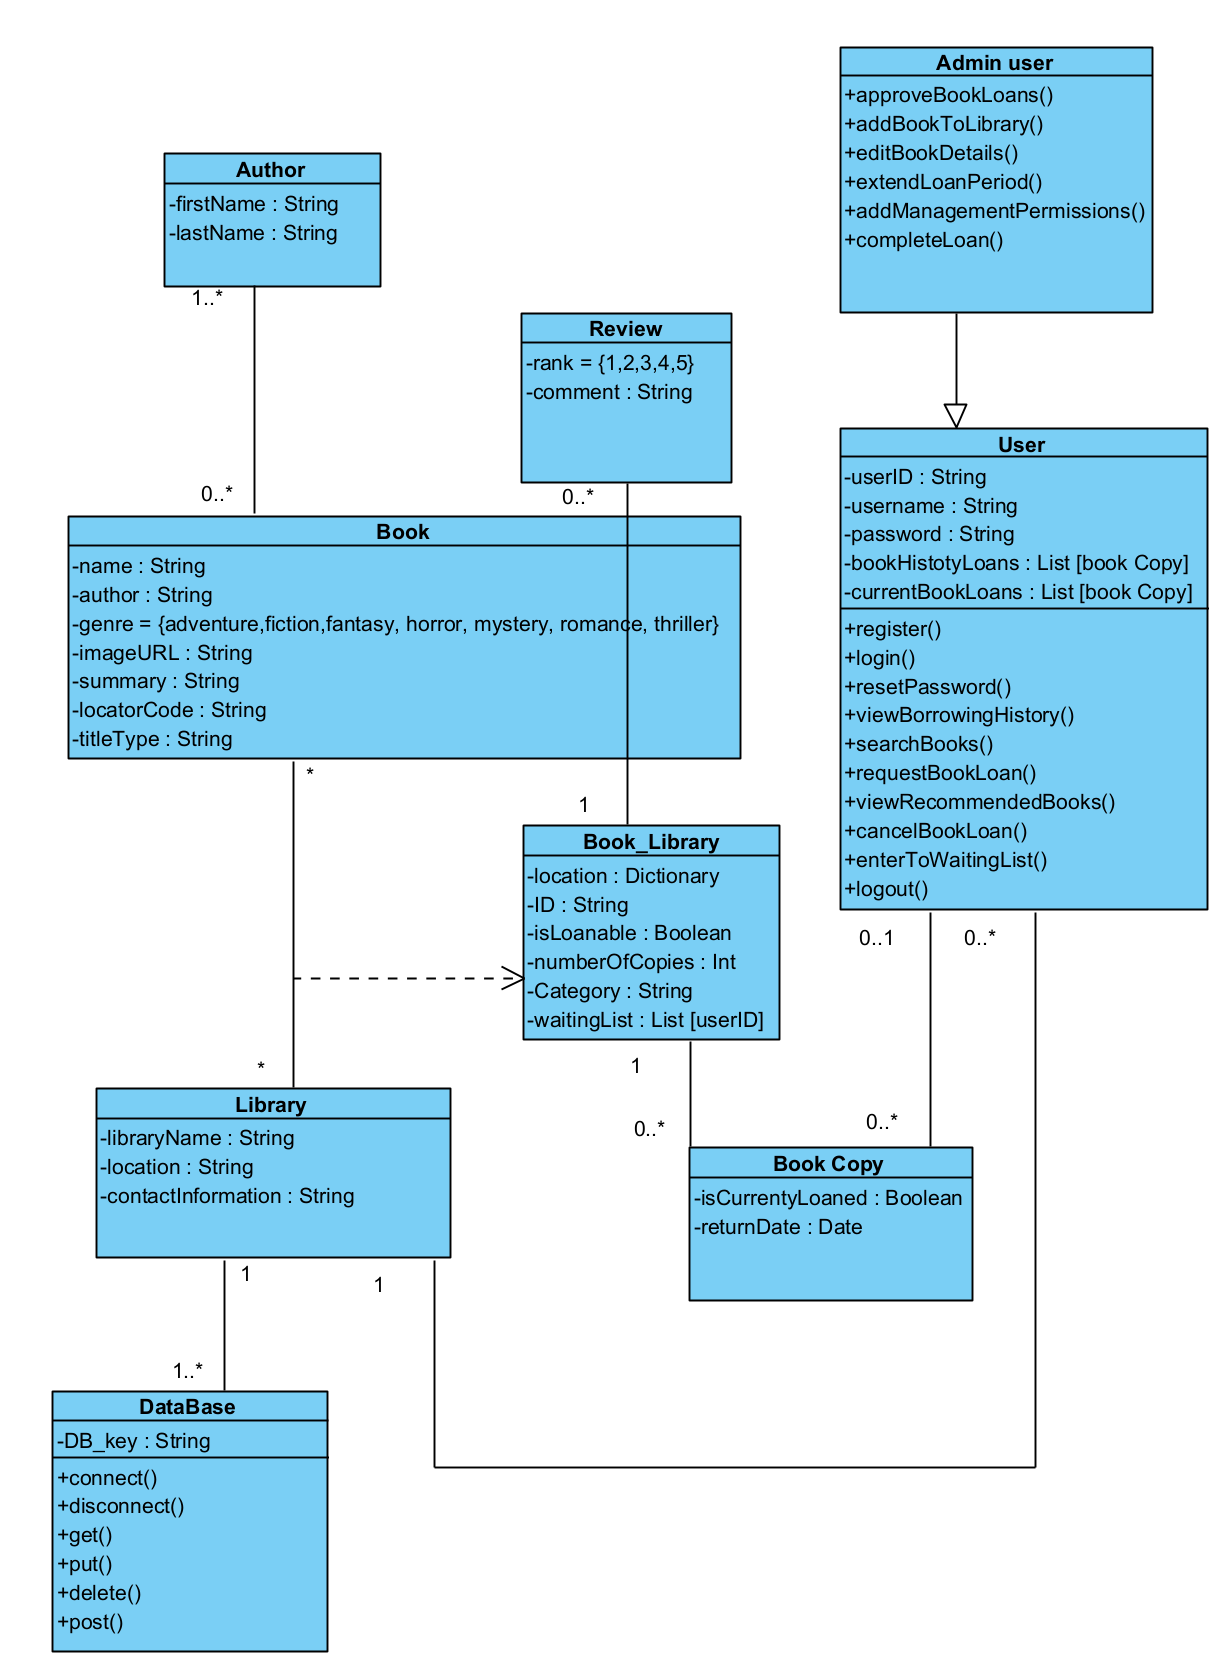 Admin user
+approveBookLoans()
+addBookToLibrary()
+editBookDetails()
+extendLoanPeriod()
+addManagementPermissions()
+completeLoan()
Author
-firstName : String
-lastName : String
1..*
0..*
Review
-rank = {1,2,3,4,5}
-comment : String
0..*
1
User
-userID : String
-username : String
-password : String
-bookHistotyLoans : List [book Copy]
-currentBookLoans : List [book Copy]
+register()
+login()
+resetPassword()
+viewBorrowingHistory()
+searchBooks()
+requestBookLoan()
+viewRecommendedBooks()
+cancelBookLoan()
+enterToWaitingList()
+logout()
0..1
0..*
Book
-name : String
-author : String
-genre = {adventure,fiction,fantasy, horror, mystery, romance, thriller}
-imageURL : String
-summary : String
-locatorCode : String
-titleType : String
*
*
Book_Library
-location : Dictionary
-ID : String
-isLoanable : Boolean
-numberOfCopies : Int
-Category : String
-waitingList : List [userID]
1
0..*
0..*
Book Copy
-isCurrentyLoaned : Boolean
-returnDate : Date
Library
-libraryName : String
-location : String
-contactInformation : String
1
1
1..*
DataBase
-DB_key : String
+connect()
+disconnect()
+get()
+put()
+delete()
+post()